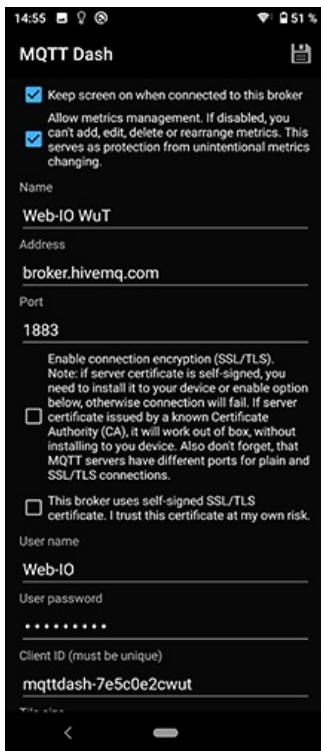 14:55 51 %
MQTT Dash
Keep screen on when connected to this broker
Allow metrics management. If disabled, you
can't add, edit, delete or rearrange metrics. This
serves as protection from unintentional metrics
changing.
Name
Web-IO WuT
Address
broker.hivemq.com
Port
1883
Enable connection encryption (SSL/TLS).
Note: if server certificate is self-signed, you
need to install it to your device or enable option
below, otherwise connection will fail. If server
certificate issued by a known Certificate
Authority (CA), it will work out of box, without
installing to you device. Also don't forget, that
MQTT servers have different ports for plain and
SSL/TLS connections.
This broker uses self-signed SSL/TLS
certificate. I trust this certificate at my own risk.
User name
Web-IO
User password
•••••••••
Client ID (must be unique)
mqttdash-7e5c0e2cwut